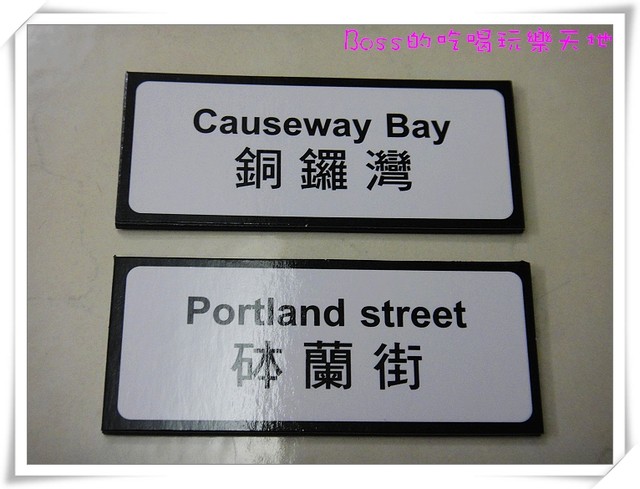 Boss的吃喝玩樂天地
Causeway Bay
銅鑼灣
Portland street
砵蘭街